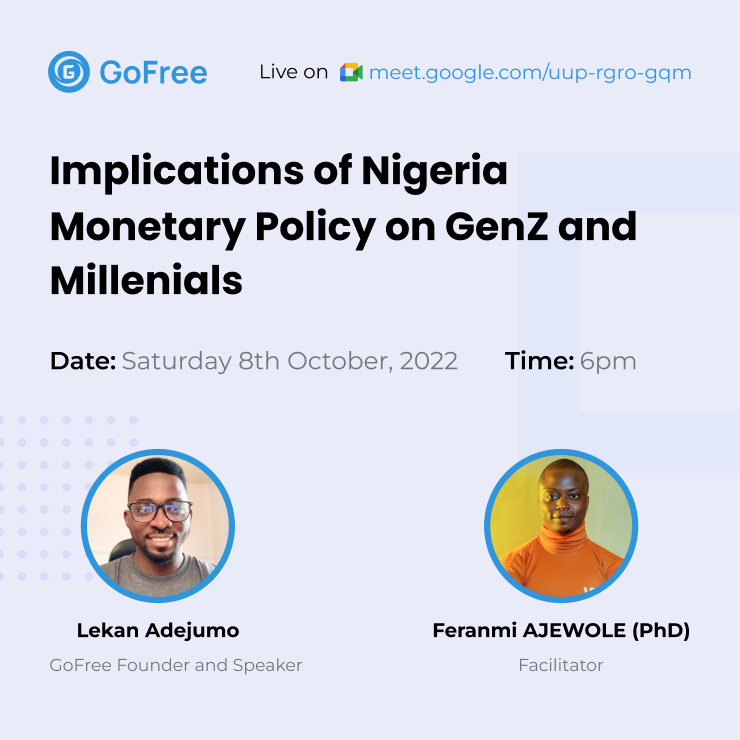 GoFree
Live on meet.google.com/uup-rgro-gqm
Implications of Nigeria
Monetary Policy on GenZ and
Millenials
Date: Saturday 8th October, 2022
Time: 6pm
Lekan Adejumo
GoFree Founder and Speaker
Feranmi AJEWOLE (PhD)
Facilitator